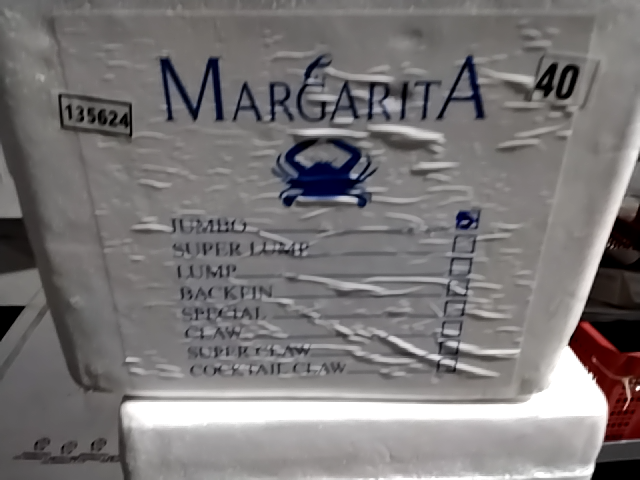 MARGARITA
40
135624
JUMBO
SUPER LUMP
LUMP
BACKFIN
SPECIAL
CLAW
SUPER CLAW
COCKTAIL CLAW